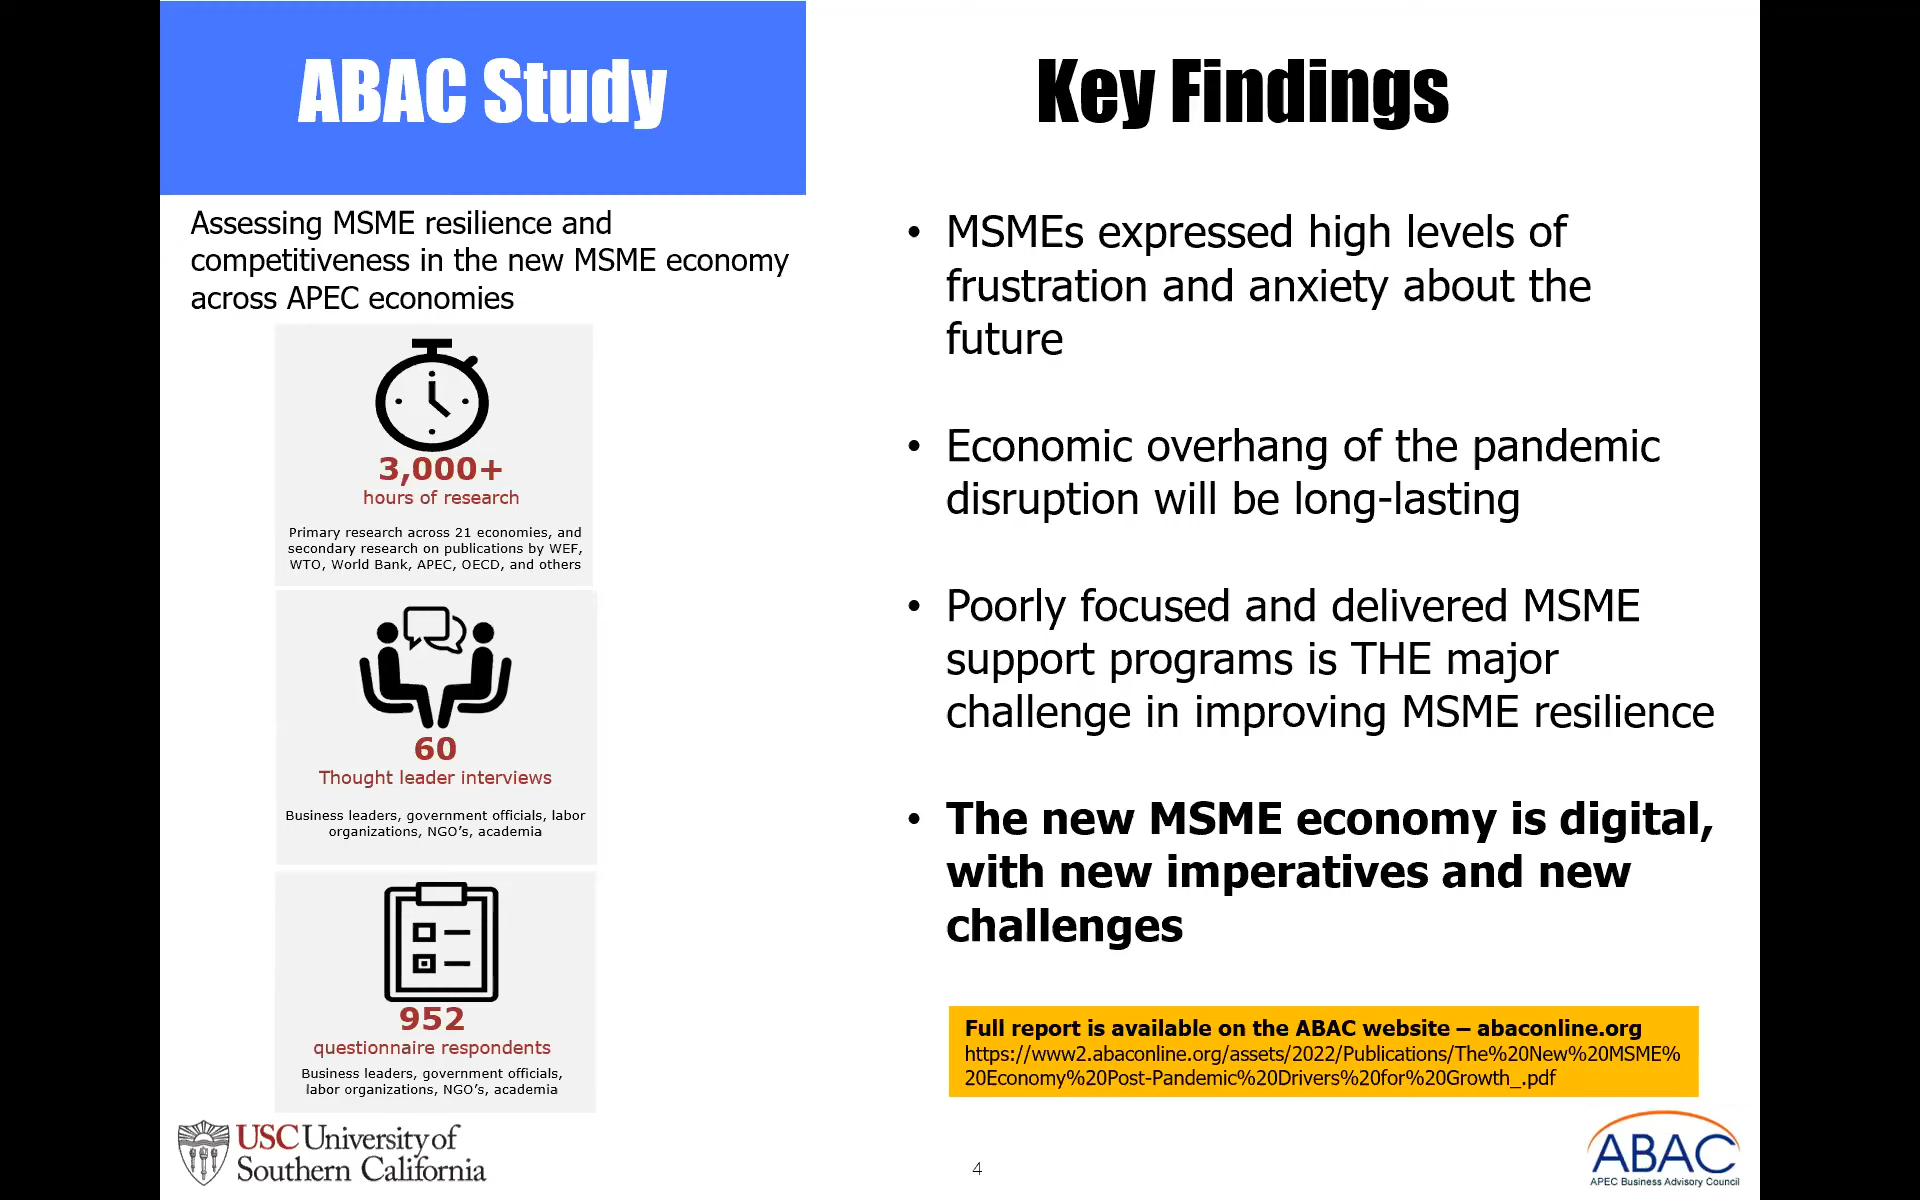 ABAC Study
Assessing MSME resilience and
competitiveness in the new MSME economy
across APEC economies
3,000+
hours of research
Primary research across 21 economies, and
secondary research on publications by WEF,
WTO, World Bank, APEC, OECD, and others
60
Thought leader interviews
Business leaders, government officials, labor
organizations, NGO's, academia
952
questionnaire respondents
Business leaders, government officials,
labor organizations, NGO's, academia
USC University of
Southern California
Key Findings
• MSMEs expressed high levels of
frustration and anxiety about the
future
• Economic overhang of the pandemic
disruption will be long-lasting
• Poorly focused and delivered MSME
support programs is THE major
challenge in improving MSME resilience
• The new MSME economy is digital,
with new imperatives and new
challenges
Full report is available on the ABAC website – abaconline.org
https://www2.abaconline.org/assets/2022/Publications/The%20New%20MSME%
20Economy%20Post-Pandemic%20Drivers%20for%20Growth_.pdf
4
ABAC
APEC Business Advisory Council